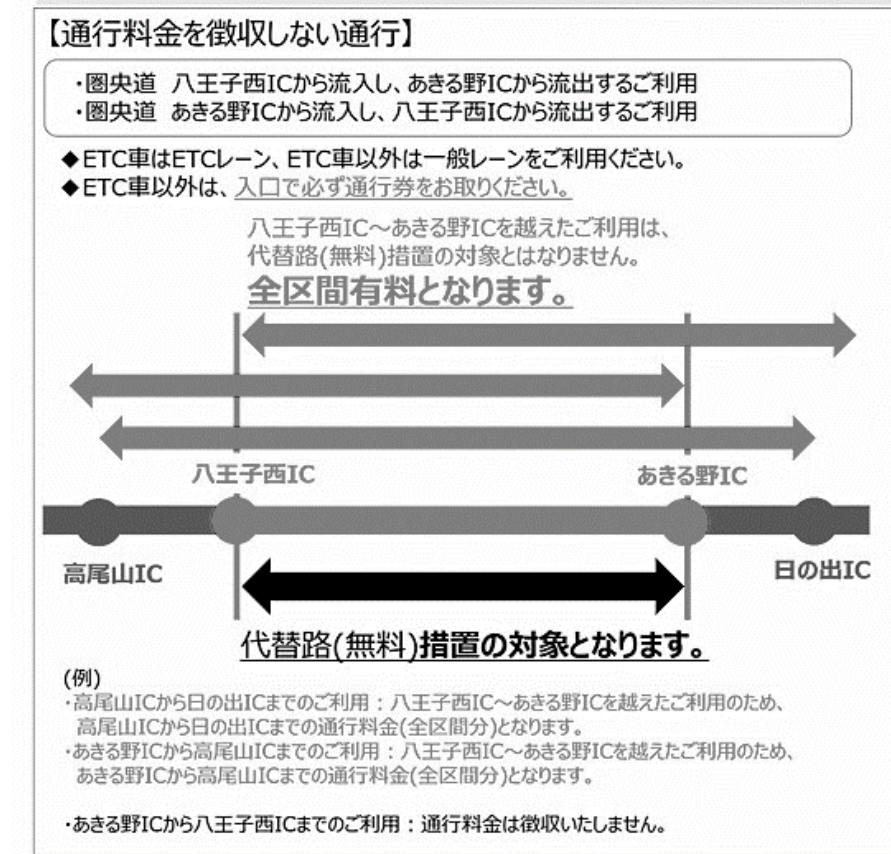 【通行料金を徴収しない通行】
・圏央道 八王子西ICから流入し、あきる野ICから流出するご利用
・圏央道 あきる野ICから流入し、八王子西ICから流出するご利用
◆ETC車はETCレーン、ETC車以外は一般レーンをご利用ください。
◆ETC車以外は、入口で必ず通行券をお取りください。
八王子西IC～あきる野ICを越えたご利用は、
代替路(無料)措置の対象とはなりません。
全区間有料となります。
八王子西IC
あきる野IC
高尾山IC
日の出IC
代替路(無料)措置の対象となります。
(例)
・高尾山ICから日の出ICまでのご利用：八王子西IC～あきる野ICを越えたご利用のため、
高尾山ICから日の出ICまでの通行料金(全区間分)となります。
・あきる野ICから高尾山ICまでのご利用：八王子西IC～あきる野ICを越えたご利用のため、
あきる野ICから高尾山ICまでの通行料金(全区間分)となります。
・あきる野ICから八王子西ICまでのご利用：通行料金は徴収いたしません。